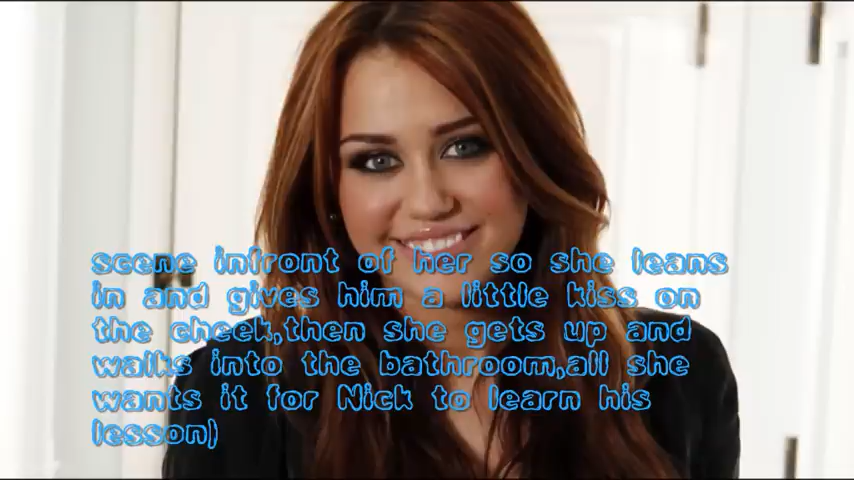 scene infront of her so she leans
in and gives him a little kiss on
the cheek,then she gets up and
walks into the bathroom,all she
wants it for Nick to learn his
lesson)